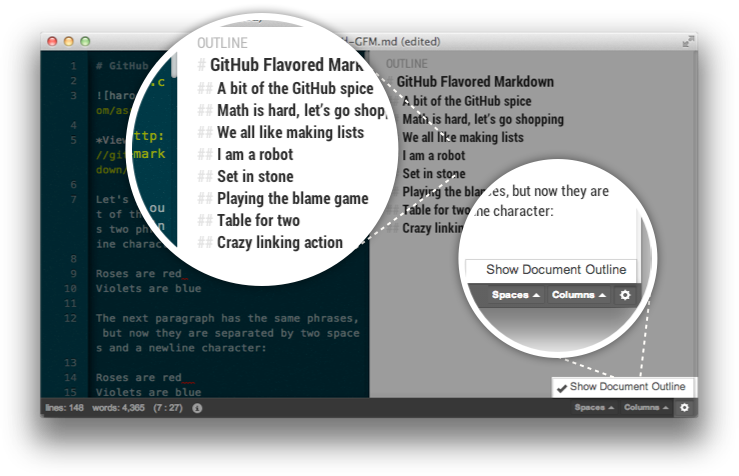 -GFM.md (edited)
OUTLINE
# GitHub Flavored Mark
## A bit of the GitHub spice
## Math is hard, let's go shopp
## We all like making lists
## I am a robot
## Set in stone
## Playing the blame game
## Table for two
## Crazy linking action
OUTLINE
# GitHub Flavored Markdown
## A bit of the GitHub spice
## Math is hard, let's go shopping
We all like making lists
## I am a robot
## Set in stone
## Playing the blames, but now they are
## Table for two
ne character:
## Crazy linking
Show Document Outline
Spaces
Columns
1
# GitHub
.c
2
3
![haro
om/ass
4
ttp:
5
*View
//git
mark
down/
6
7
Let's
ou
t of th
n
s two ph
ine charac
8
9
Roses are red
10
Violets are blue
11
12
The next paragraph has the same phrases,
but now they are separated by two space
s and a newline character:
13
14
Roses are red
15
Violets are blue
Show Document Outline
lines: 148 words: 4,365 (7 : 27)
Spaces
Columns